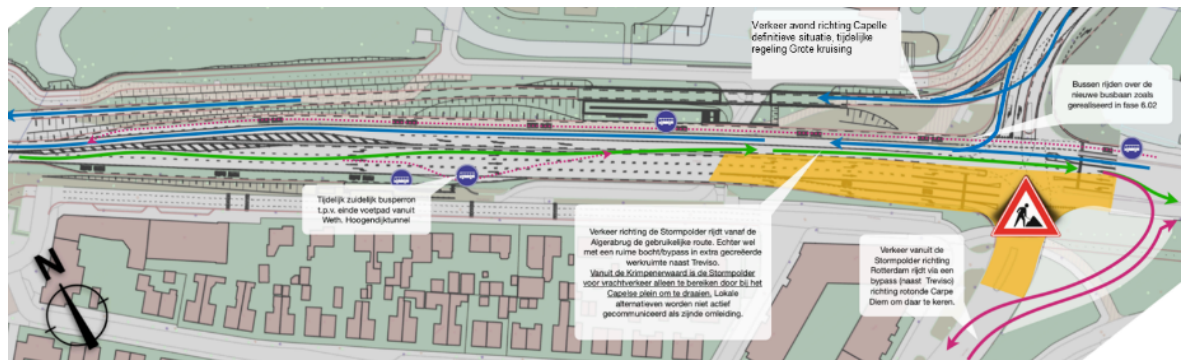 Verkeer avond richting Capelle
definitieve situatie, tijdelijke
regeling Grote kruising
Bussen rijden over de
nieuwe busbaan zoals
gerealiseerd in fase 6.02
Tijdelijk zuidelijk busperron
t.p.v. einde voetpad vanuit
Weth. Hoogendijktunnel
Verkeer richting de Stormpolder rijdt vanaf de
Algerabrug de gebruikelijke route. Echter wel
met een ruime bocht/bypass in extra gecreëerde
werkruimte naast Treviso.
Vanuit de Krimpenerwaard is de Stormpolder
voor vrachtverkeer alleen te bereiken door bij het
Capelse plein om te draaien. Lokale
alternatieven worden niet actief
gecommuniceerd als zijnde omleiding.
Verkeer vanuit de
Stormpolder richting
Rotterdam rijdt via een
bypass (naast Treviso)
richting rotonde Carpe
Diem om daar te keren.
N